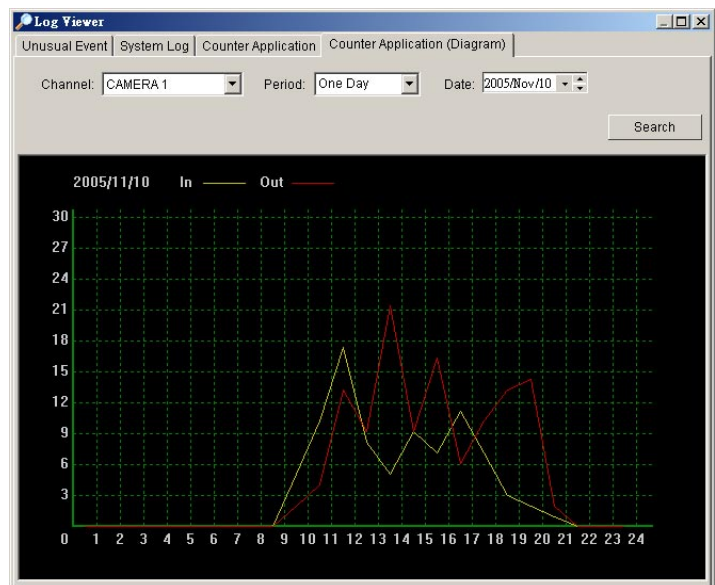 Log Viewer
Unusual Event System Log Counter Application Counter Application (Diagram)
Channel: CAMERA 1 Period: One Day Date: 2005/Nov/10
Search
2005/11/10 In Out
30
27
24
21
18
15
12
9
6
3
0 1 2 3 4 5 6 7 8 9 10 11 12 13 14 15 16 17 18 19 20 21 22 23 24